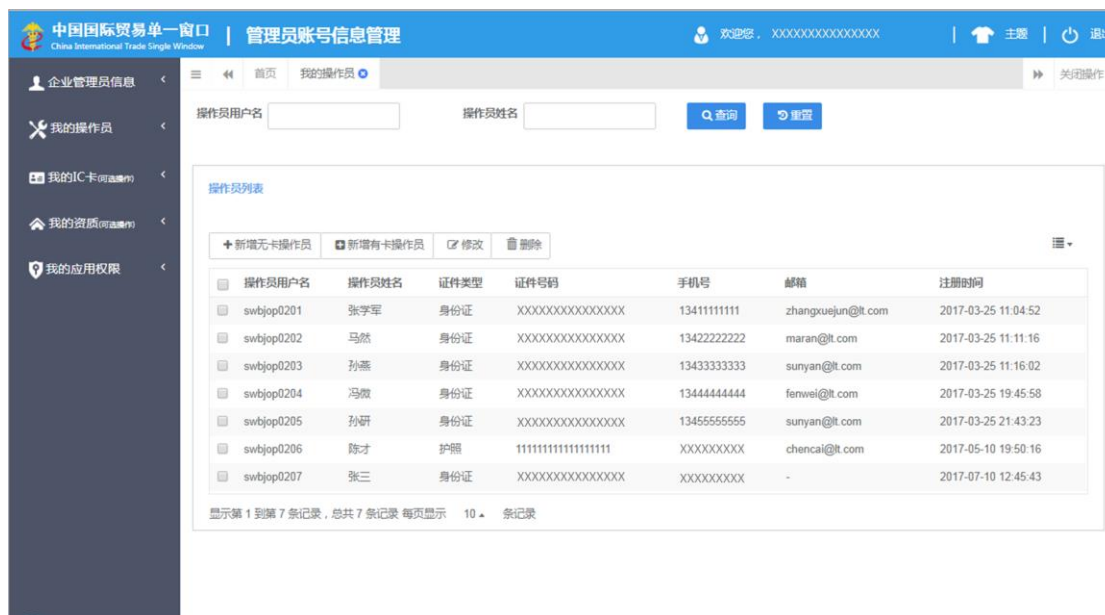 中国国际贸易单一窗口 | 管理员账号信息管理 欢迎您, XXXXXXXXXXXXXX | 主题 |
China International Trade Single Window
企业管理员信息
我的操作员
我的IC卡(可选操作)
我的资质(可选操作)
我的应用权限
首页 我的操作员 关闭操作
操作员用户名 操作员姓名 查询 重置
操作员列表
新增无卡操作员 新增有卡操作员 修改 删除
操作员用户名 操作员姓名 证件类型 证件号码 手机号 邮箱 注册时间
swbjop0201 张学军 身份证 XXXXXXXXXXXXXXX 13411111111 zhangxuejun@lt.com 2017-03-25 11:04:52
swbjop0202 马然 身份证 XXXXXXXXXXXXXXX 13422222222 maran@lt.com 2017-03-25 11:11:16
swbjop0203 孙燕 身份证 XXXXXXXXXXXXXXX 13433333333 sunyan@lt.com 2017-03-25 11:16:02
swbjop0204 冯微 身份证 XXXXXXXXXXXXXXX 13444444444 fenwei@lt.com 2017-03-25 19:45:58
swbjop0205 孙研 身份证 XXXXXXXXXXXXXXX 13455555555 sunyan@lt.com 2017-03-25 21:43:23
swbjop0206 陈才 护照 111111111111111111 XXXXXXXXX chencai@lt.com 2017-05-10 19:50:16
swbjop0207 张三 身份证 XXXXXXXXXXXXXXX XXXXXXXXX - 2017-07-10 12:45:43
显示第 1 到第 7 条记录,总共 7 条记录 每页显示 10 条记录